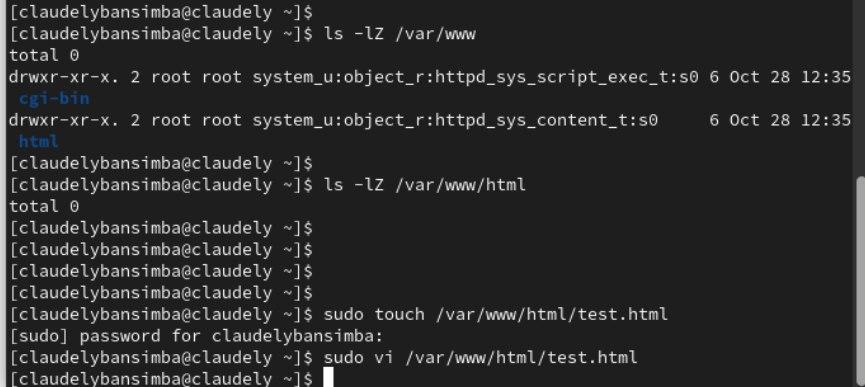 [claudelybansimba@claudely ~]$
[claudelybansimba@claudely ~]$ ls -lZ /var/www
total 0
drwxr-xr-x. 2 root root system_u:object_r:httpd_sys_script_exec_t:s0 6 Oct 28 12:35
 cgi-bin
drwxr-xr-x. 2 root root system_u:object_r:httpd_sys_content_t:s0     6 Oct 28 12:35
 html
[claudelybansimba@claudely ~]$
[claudelybansimba@claudely ~]$ ls -lZ /var/www/html
total 0
[claudelybansimba@claudely ~]$
[claudelybansimba@claudely ~]$
[claudelybansimba@claudely ~]$
[claudelybansimba@claudely ~]$
[claudelybansimba@claudely ~]$ sudo touch /var/www/html/test.html
[sudo] password for claudelybansimba:
[claudelybansimba@claudely ~]$ sudo vi /var/www/html/test.html
[claudelybansimba@claudely ~]$